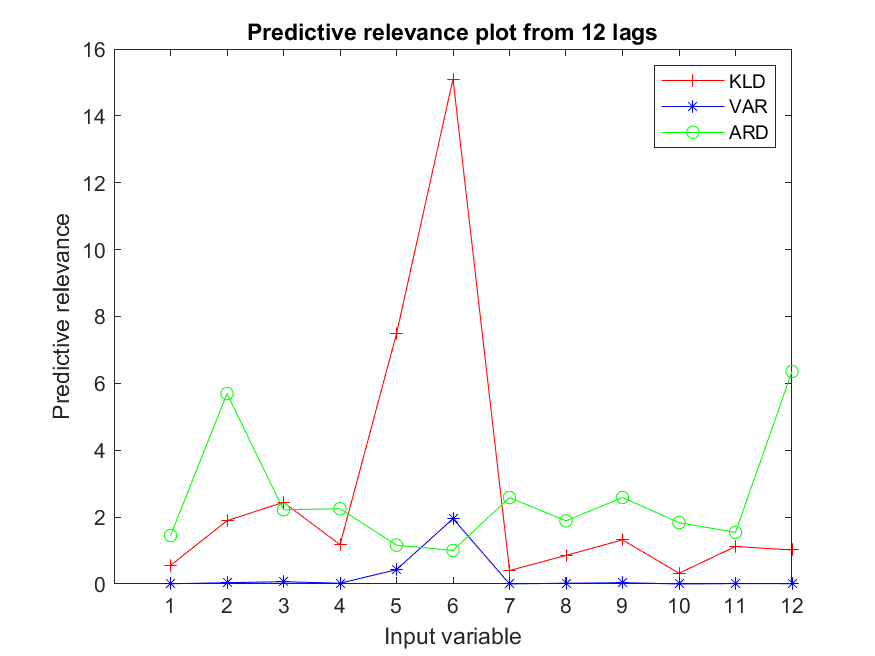 Predictive relevance plot from 12 lags
KLD
VAR
ARD
Predictive relevance
16
14
12
10
8
6
4
2
0
1 2 3 4 5 6 7 8 9 10 11 12
Input variable